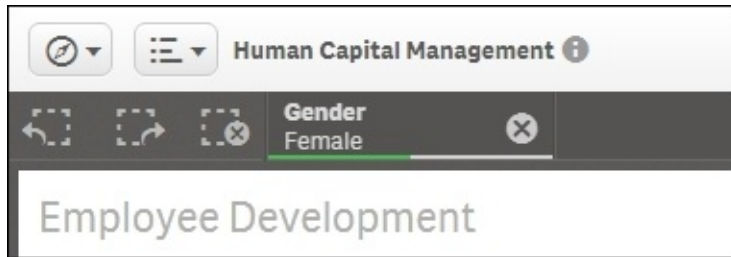 Human Capital Management
Gender
Female
Employee Development